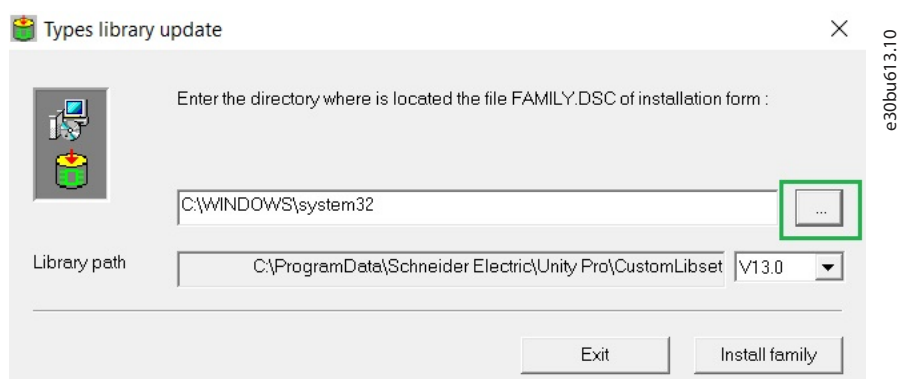 Types library update
Enter the directory where is located the file FAMILY.DSC of installation form :
C:\WINDOWS\system32
...
Library path
C:\ProgramData\Schneider Electric\Unity Pro\CustomLibset
V13.0
Exit
Install family
e30bu613.10